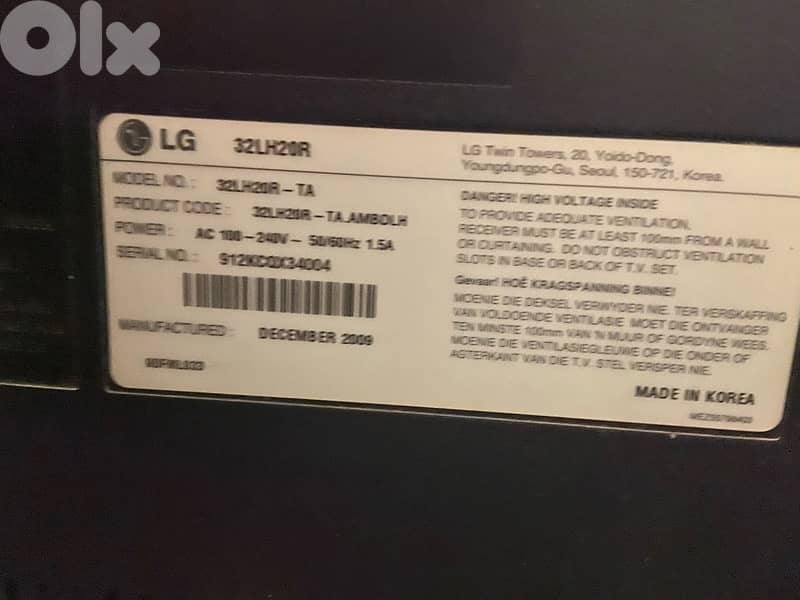 OLX
LG 32LH20R
MODEL NO.: 32LH20R-TA
PRODUCT CODE: 32LH20R-TA.AMBOLH
POWER: AC 100-240V~ 50/60Hz 1.5A
SERIAL NO.: 912KCQX34004
MANUFACTURED: DECEMBER 2009
LG Twin Towers, 20, Yoido-Dong,
Youngdungpo-Gu, Seoul, 150-721, Korea.
DANGER! HIGH VOLTAGE INSIDE
TO PROVIDE ADEQUATE VENTILATION,
RECEIVER MUST BE AT LEAST 100mm FROM A WALL
OR CURTAINING. DO NOT OBSTRUCT VENTILATION
SLOTS IN BASE OR BACK OF T.V. SET.
Gevaar! HOË KRAGSPANNING BINNE!
MOENIE DIE DEKSEL VERWYDER NIE. TER VERSKAFFING
VAN VOLDOENDE VENTILASIE MOET DIE ONTVANGER
TEN MINSTE 100mm VAN 'N MUUR OF GORDYNE WEES.
MOENIE DIE VENTILASIEGLEUWE OP DIE ONDER OF
AGTERKANT VAN DIE T.V. STEL VERSPER NIE.
MADE IN KOREA